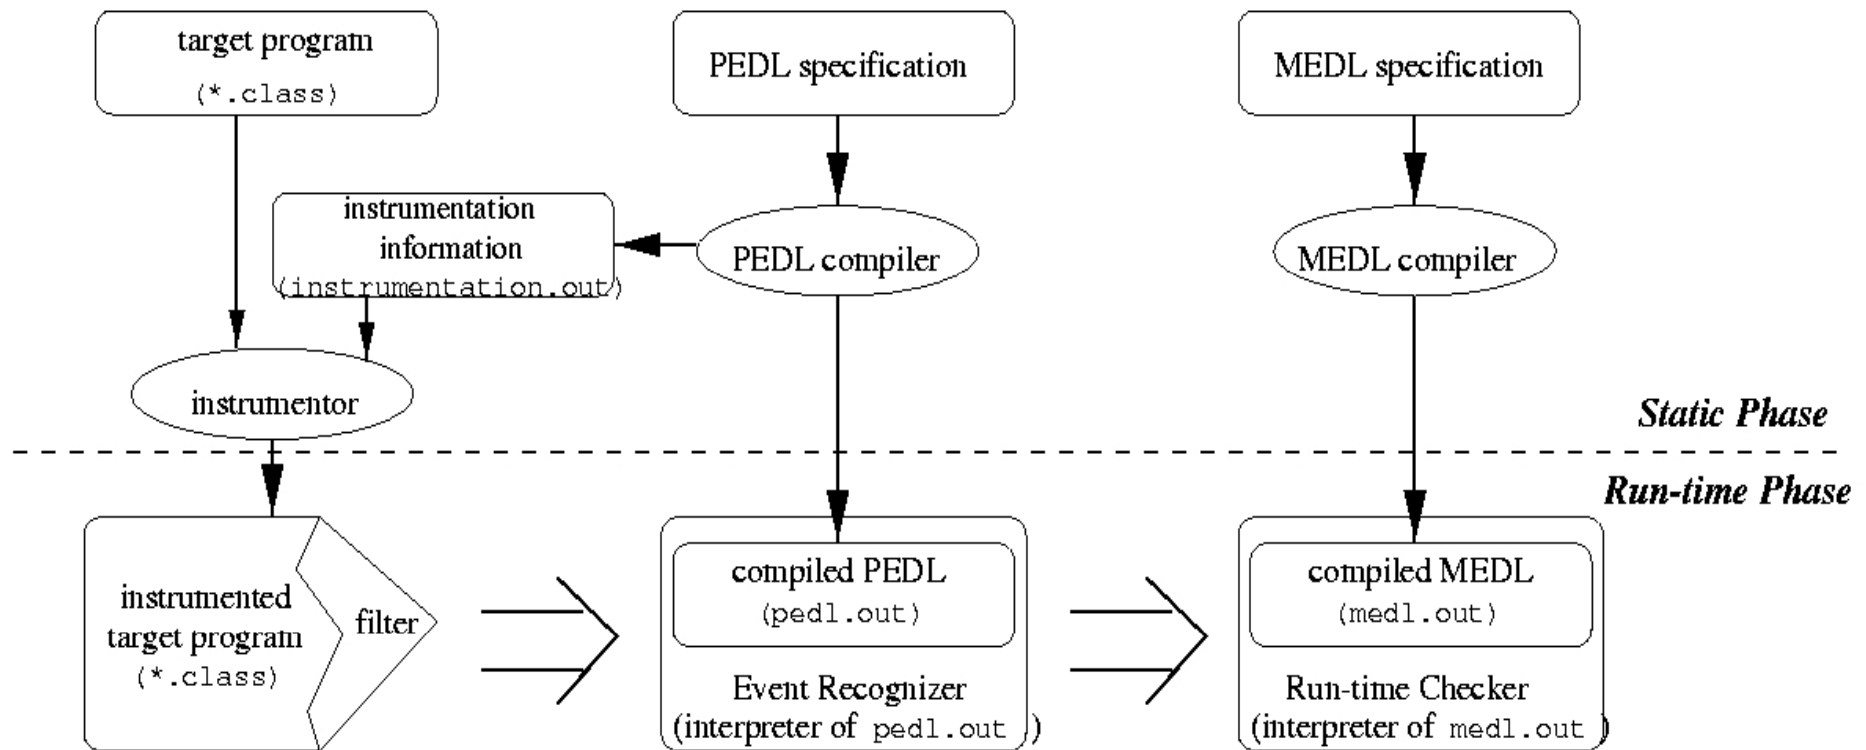 target program
(*.class)
PEDL specification
MEDL specification
instrumentation
information
(instrumentation.out)
PEDL compiler
MEDL compiler
instrumentor
Static Phase
Run-time Phase
instrumented
target program
(*.class)
filter
compiled PEDL
(pedl.out)
Event Recognizer
(interpreter of pedl.out )
compiled MEDL
(medl.out)
Run-time Checker
(interpreter of medl.out )